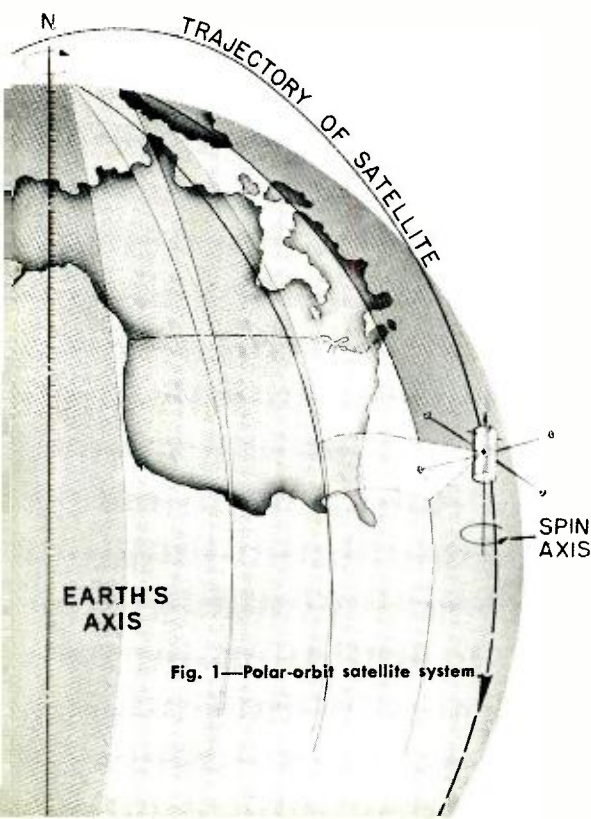 N
TRAJECTORY OF SATELLITE
SPIN
AXIS
EARTH'S
AXIS
Fig. 1—Polar-orbit satellite system